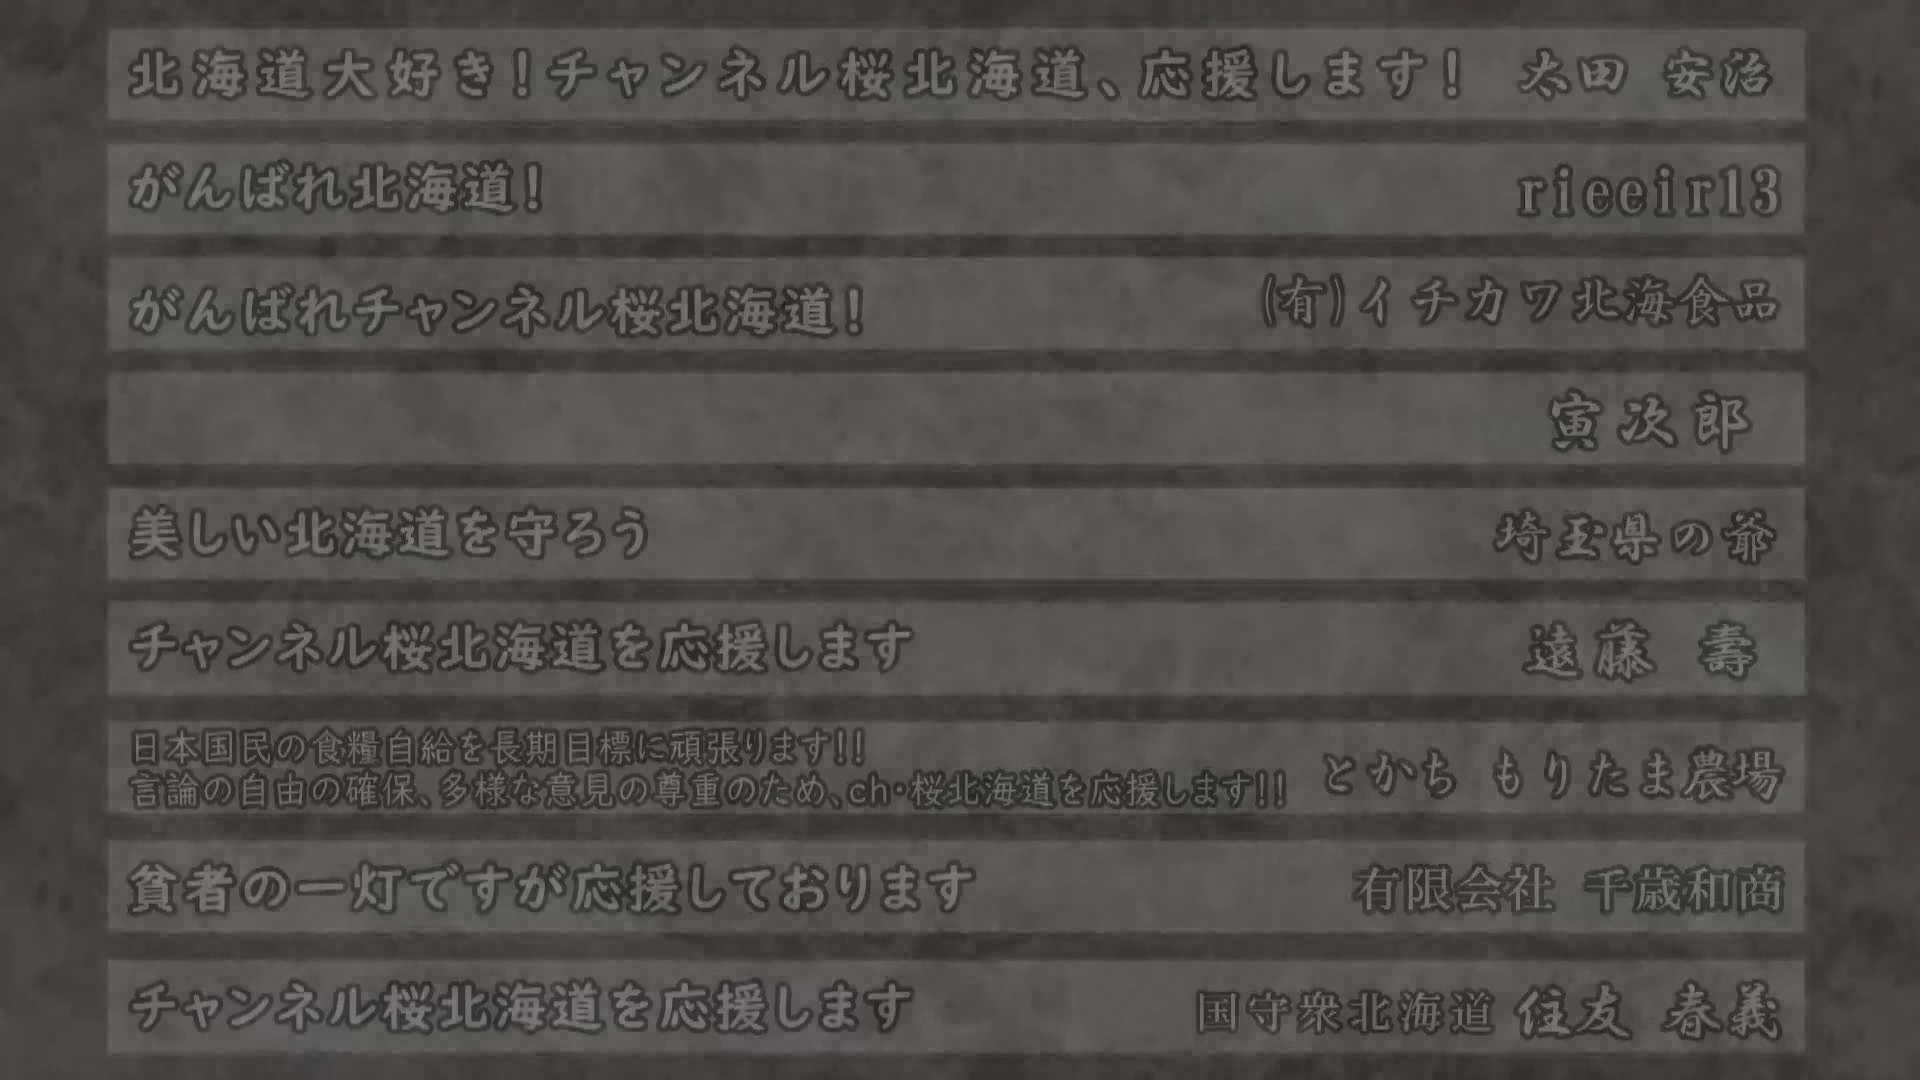 北海道大好き!チャンネル桜北海道、応援します! 太田 安治
がんばれ北海道! rieeir13
がんばれチャンネル桜北海道! (有)イチカワ北海食品
寅次郎
美しい北海道を守ろう 埼玉県の爺
チャンネル桜北海道を応援します 遠藤 壽
日本国民の食糧自給を長期目標に頑張ります!!
言論の自由の確保、多様な意見の尊重のため、ch・桜北海道を応援します!! とかち もりたま農場
貧者の一灯ですが応援しております 有限会社 千歳和商
チャンネル桜北海道を応援します 国守衆北海道 住友 春義